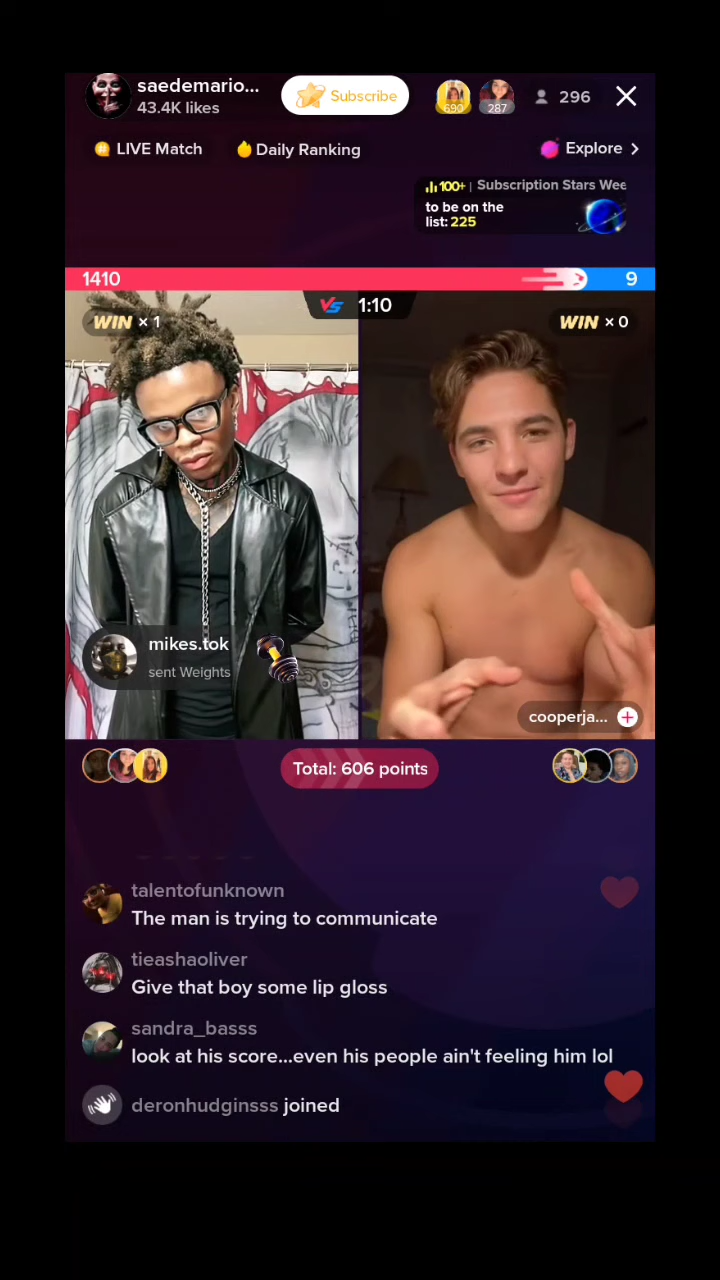 saedemario...
43.4K likes
Subscribe
690
287
296
LIVE Match
Daily Ranking
Explore
100+ | Subscription Stars Wee
to be on the
list: 225
1410
9
VS 1:10
WIN × 1
WIN × 0
mikes.tok
sent Weights
cooperja...
Total: 606 points
talentofunknown
The man is trying to communicate
tieashaoliver
Give that boy some lip gloss
sandra_basss
look at his score...even his people ain't feeling him lol
deronhudginsss joined